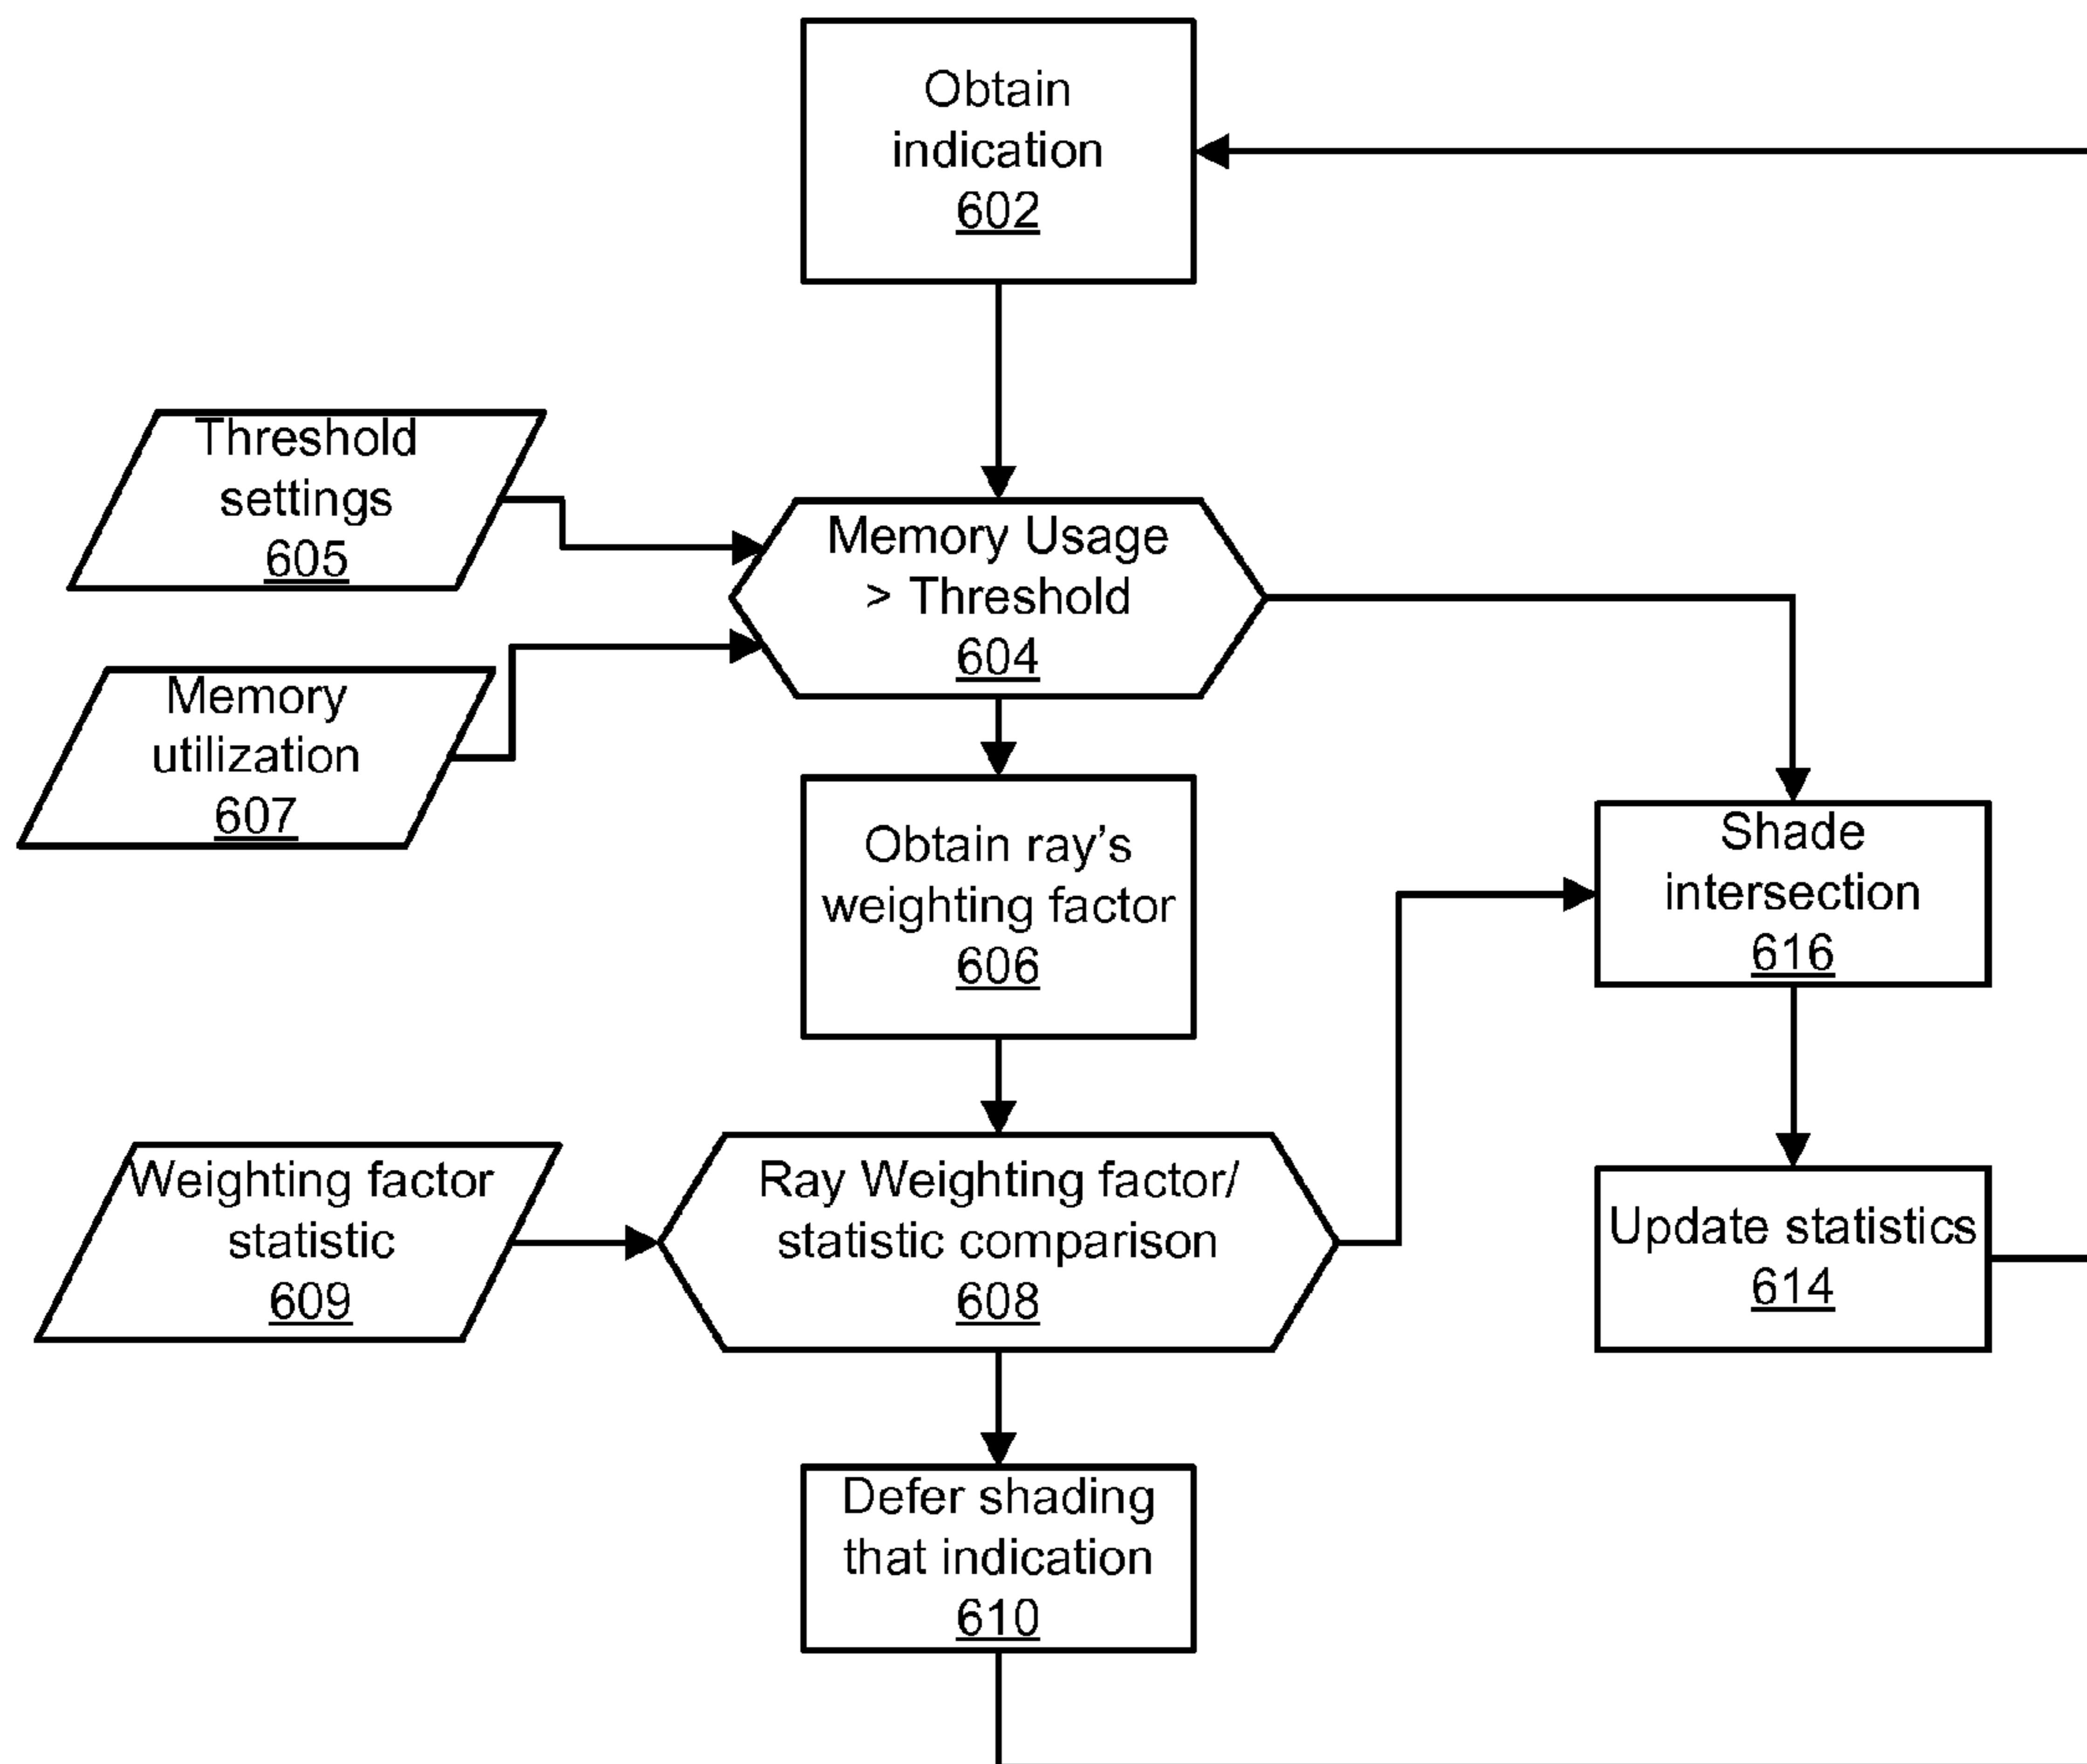 Obtain
indication
602
Threshold
settings
605
Memory Usage
> Threshold
604
Memory
utilization
607
Obtain ray's
weighting factor
606
Shade
intersection
616
Weighting factor
statistic
609
Ray Weighting factor/
statistic comparison
608
Update statistics
614
Defer shading
that indication
610